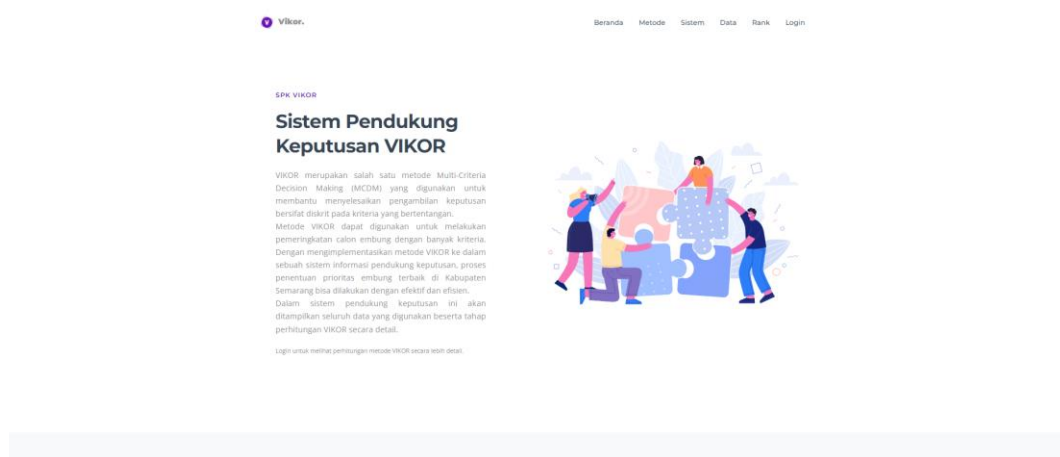 V Vikor.
Beranda Metode Sistem Data Rank Login
SPK VIKOR
Sistem Pendukung
Keputusan VIKOR
VIKOR merupakan salah satu metode Multi-Criteria
Decision Making (MCDM) yang digunakan untuk
membantu menyelesaikan pengambilan keputusan
bersifat diskrit pada kriteria yang bertentangan.
Metode VIKOR dapat digunakan untuk melakukan
pemeringkatan calon embung dengan banyak kriteria.
Dengan mengimplementasikan metode VIKOR ke dalam
sebuah sistem informasi pendukung keputusan, proses
penentuan prioritas embung terbaik di Kabupaten
Semarang bisa dilakukan dengan efektif dan efisien.
Dalam sistem pendukung keputusan ini akan
ditampilkan seluruh data yang digunakan beserta tahap
perhitungan VIKOR secara detail.
Login untuk melihat perhitungan metode VIKOR secara lebih detail.